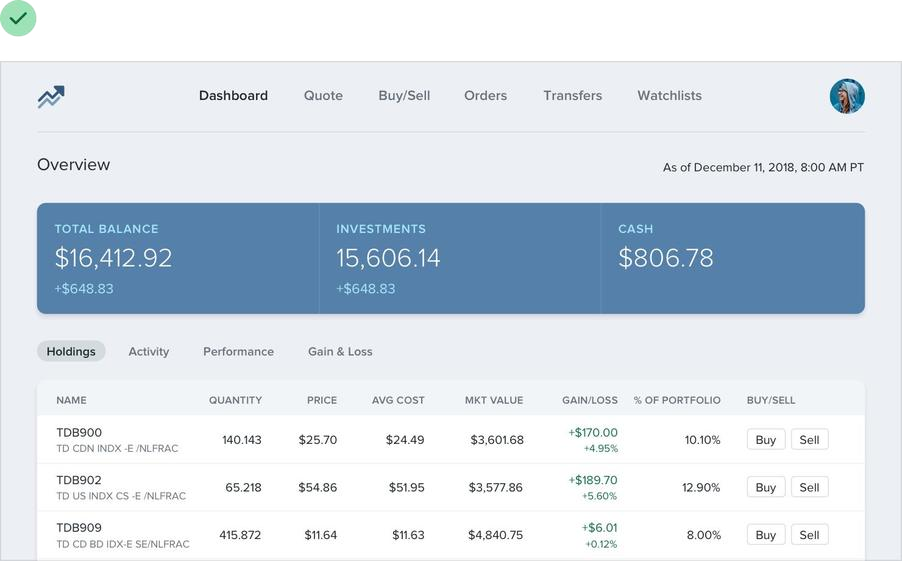 Dashboard Quote Buy/Sell Orders Transfers Watchlists
Overview
As of December 11, 2018, 8:00 AM PT
TOTAL BALANCE INVESTMENTS CASH
$16,412.92 15,606.14 $806.78
+$648.83 +$648.83
Holdings Activity Performance Gain & Loss
NAME QUANTITY PRICE AVG COST MKT VALUE GAIN/LOSS % OF PORTFOLIO BUY/SELL
TDB900 140.143 $25.70 $24.49 $3,601.68 +$170.00 10.10% Buy Sell
TD CDN INDX -E /NLFRAC +4.95%
TDB902 65.218 $54.86 $51.95 $3,577.86 +$189.70 12.90% Buy Sell
TD US INDX CS -E /NLFRAC +5.60%
TDB909 415.872 $11.64 $11.63 $4,840.75 +$6.01 8.00% Buy Sell
TD CD BD IDX-E SE/NLFRAC +0.12%